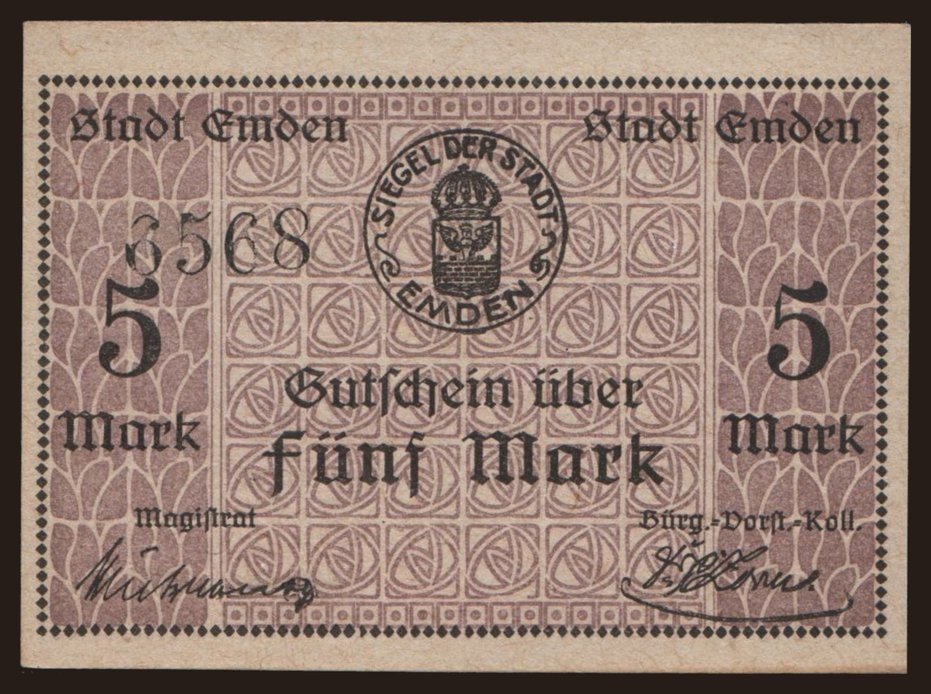 Stadt Emden
Stadt Emden
SIEGEL DER STADT
EMDEN
6568
5
5
Gutschein über
Mark
fünf Mark
Mark
Magistrat
Bürg.-Vorst.-Koll.